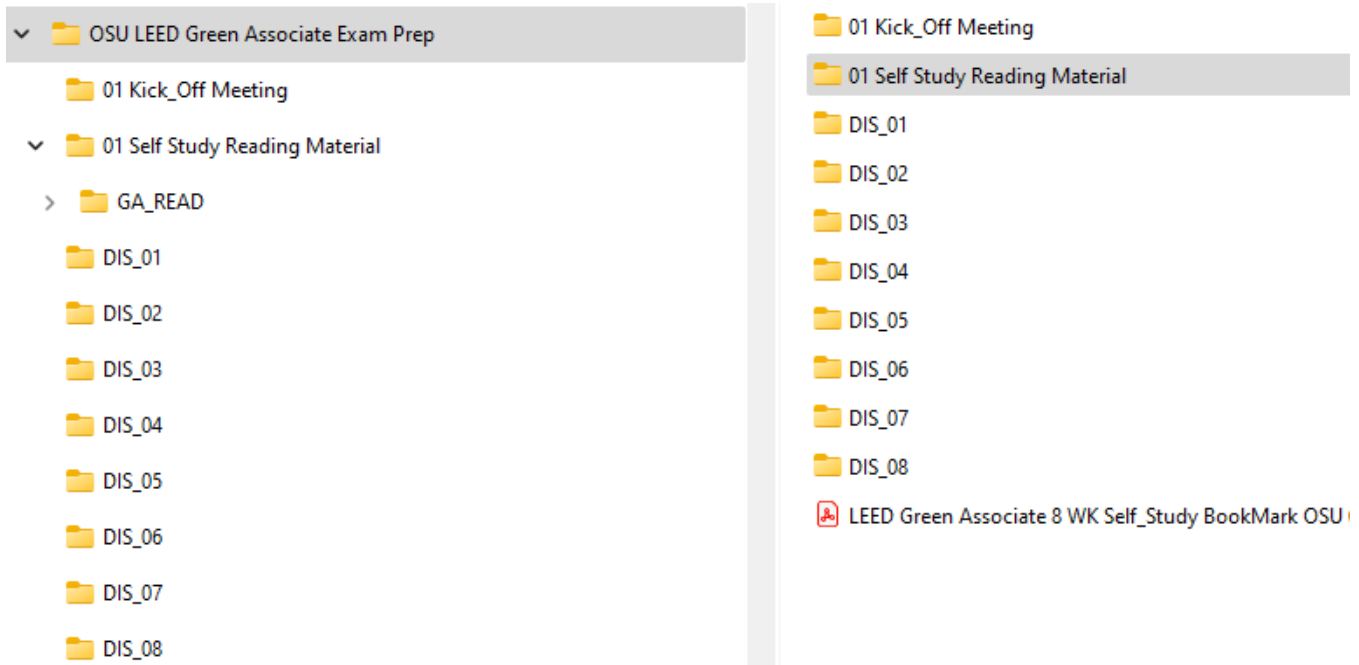 OSU LEED Green Associate Exam Prep
01 Kick_Off Meeting
01 Self Study Reading Material
GA_READ
DIS_01
DIS_02
DIS_03
DIS_04
DIS_05
DIS_06
DIS_07
DIS_08
01 Kick_Off Meeting
01 Self Study Reading Material
DIS_01
DIS_02
DIS_03
DIS_04
DIS_05
DIS_06
DIS_07
DIS_08
LEED Green Associate 8 WK Self_Study BookMark OSU